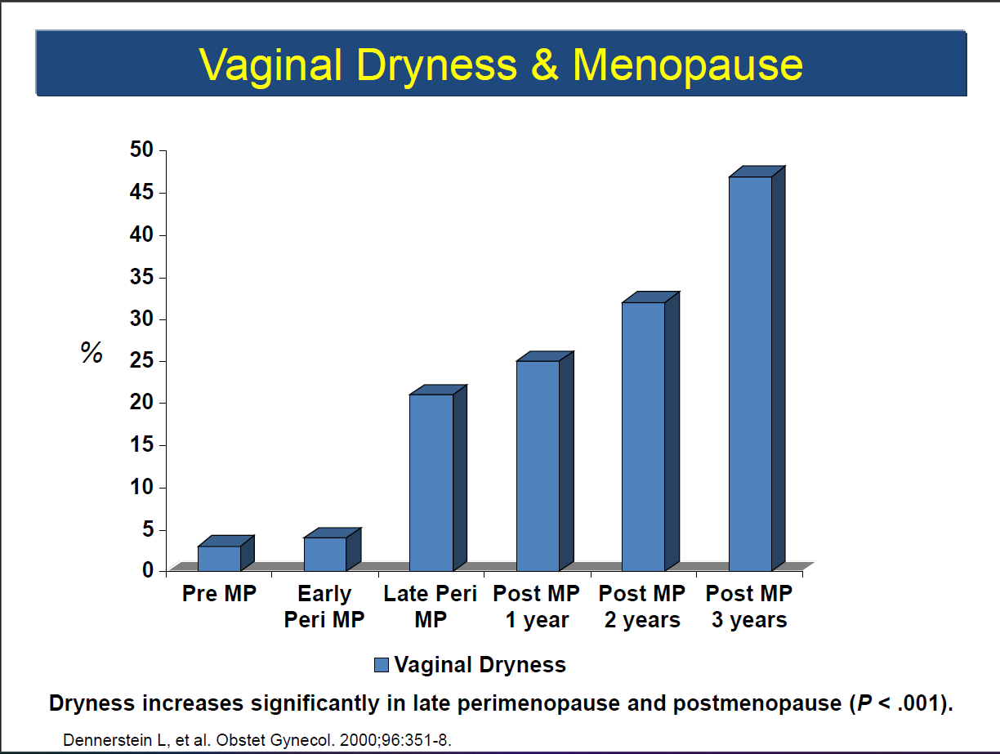 Vaginal Dryness & Menopause
50
45
40
35
30
%
25
20
15
10
5
0
Pre MP
Early
Peri MP
Late Peri
MP
Post MP
1 year
Post MP
2 years
Post MP
3 years
Vaginal Dryness
Dryness increases significantly in late perimenopause and postmenopause (P < .001).
Dennerstein L, et al. Obstet Gynecol. 2000;96:351-8.